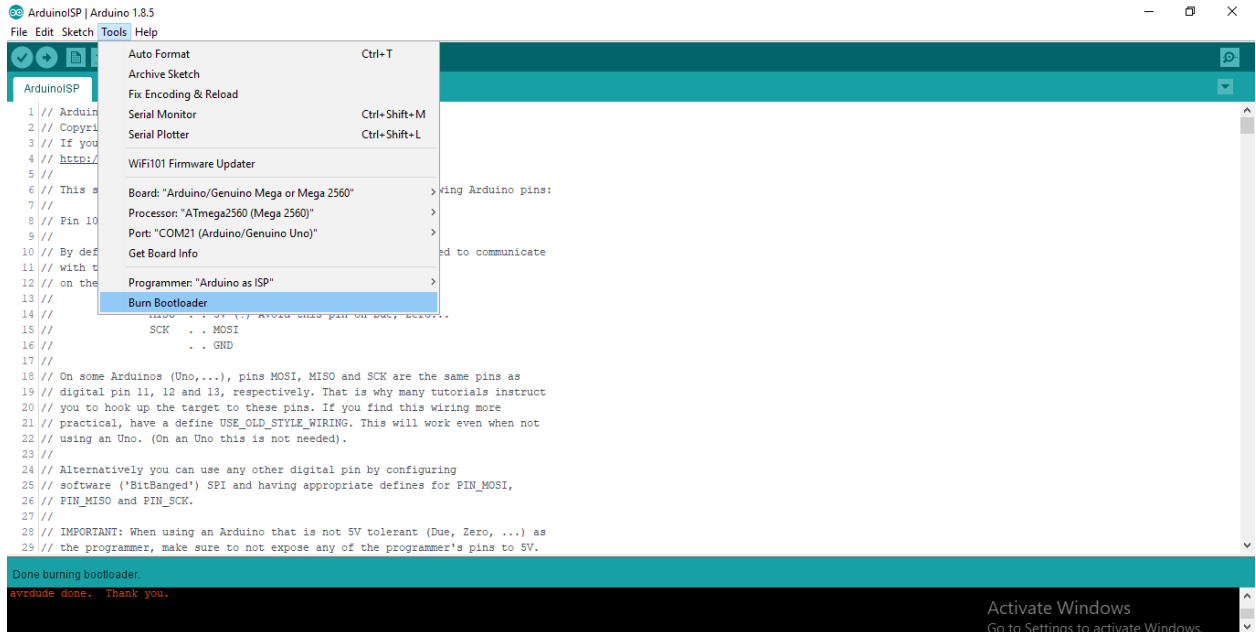 ArduinoISP | Arduino 1.8.5
File Edit Sketch Tools Help
Auto Format Ctrl+T
Archive Sketch
Fix Encoding & Reload
Serial Monitor Ctrl+Shift+M
Serial Plotter Ctrl+Shift+L
WiFi101 Firmware Updater
Board: "Arduino/Genuino Mega or Mega 2560"
Processor: "ATmega2560 (Mega 2560)"
Port: "COM21 (Arduino/Genuino Uno)"
Get Board Info
Programmer: "Arduino as ISP"
Burn Bootloader
ArduinoISP
1 // Arduin
2 // Copyri
3 // If you
4 // http:/
5 //
6 // This s ving Arduino pins:
7 //
8 // Pin 10
9 //
10 // By def ed to communicate
11 // with t
12 // on the
13 //
14 //
15 // SCK . . MOSI
16 // . . GND
17 //
18 // On some Arduinos (Uno,...), pins MOSI, MISO and SCK are the same pins as
19 // digital pin 11, 12 and 13, respectively. That is why many tutorials instruct
20 // you to hook up the target to these pins. If you find this wiring more
21 // practical, have a define USE_OLD_STYLE_WIRING. This will work even when not
22 // using an Uno. (On an Uno this is not needed).
23 //
24 // Alternatively you can use any other digital pin by configuring
25 // software ('BitBanged') SPI and having appropriate defines for PIN_MOSI,
26 // PIN_MISO and PIN_SCK.
27 //
28 // IMPORTANT: When using an Arduino that is not 5V tolerant (Due, Zero, ...) as
29 // the programmer, make sure to not expose any of the programmer's pins to 5V.
Done burning bootloader.
avrdude done. Thank you.
Activate Windows
Go to Settings to activate Windows.